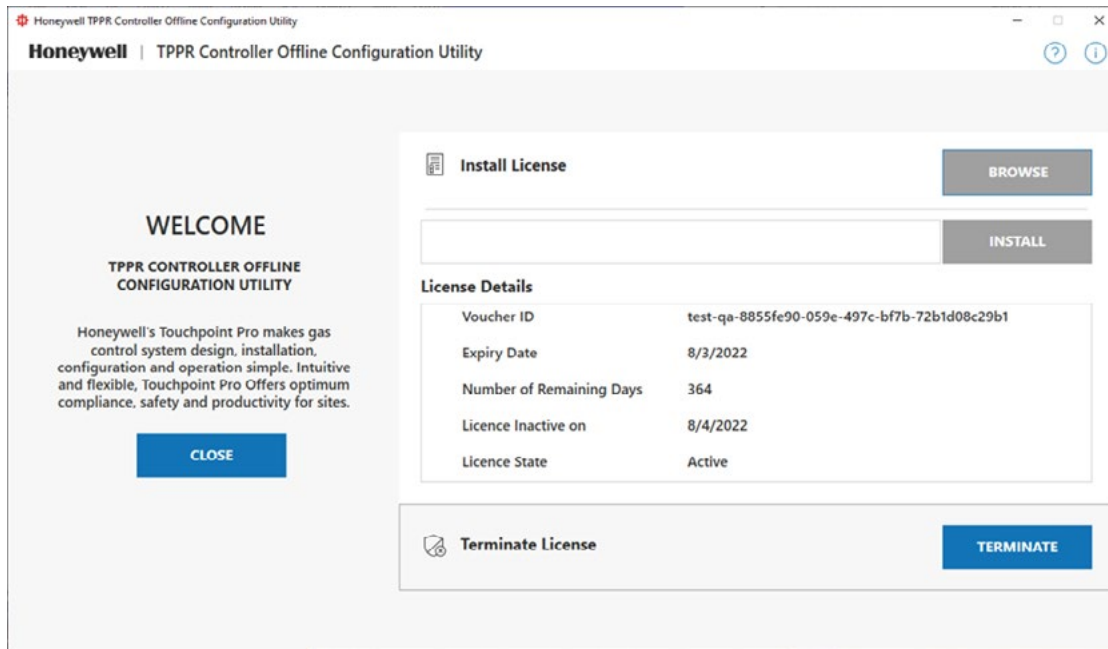 Honeywell TPPR Controller Offline Configuration Utility
Honeywell | TPPR Controller Offline Configuration Utility
WELCOME
TPPR CONTROLLER OFFLINE
CONFIGURATION UTILITY
Honeywell's Touchpoint Pro makes gas
control system design, installation,
configuration and operation simple. Intuitive
and flexible, Touchpoint Pro Offers optimum
compliance, safety and productivity for sites.
CLOSE
Install License
BROWSE
INSTALL
License Details
Voucher ID test-qa-8855fe90-059e-497c-bf7b-72b1d08c29b1
Expiry Date 8/3/2022
Number of Remaining Days 364
Licence Inactive on 8/4/2022
Licence State Active
Terminate License
TERMINATE